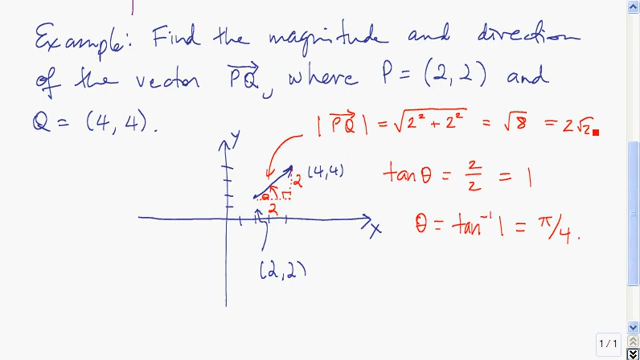 Example: Find the magnitude and direction
of the vector PQ→, where P = (2, 2) and
Q = (4, 4).
|PQ→| = √(2² + 2²) = √8 = 2√2
y
(4,4)
2
θ
2
x
(2,2)
tan θ = 2/2 = 1
θ = tan⁻¹ 1 = π/4.
1 / 1